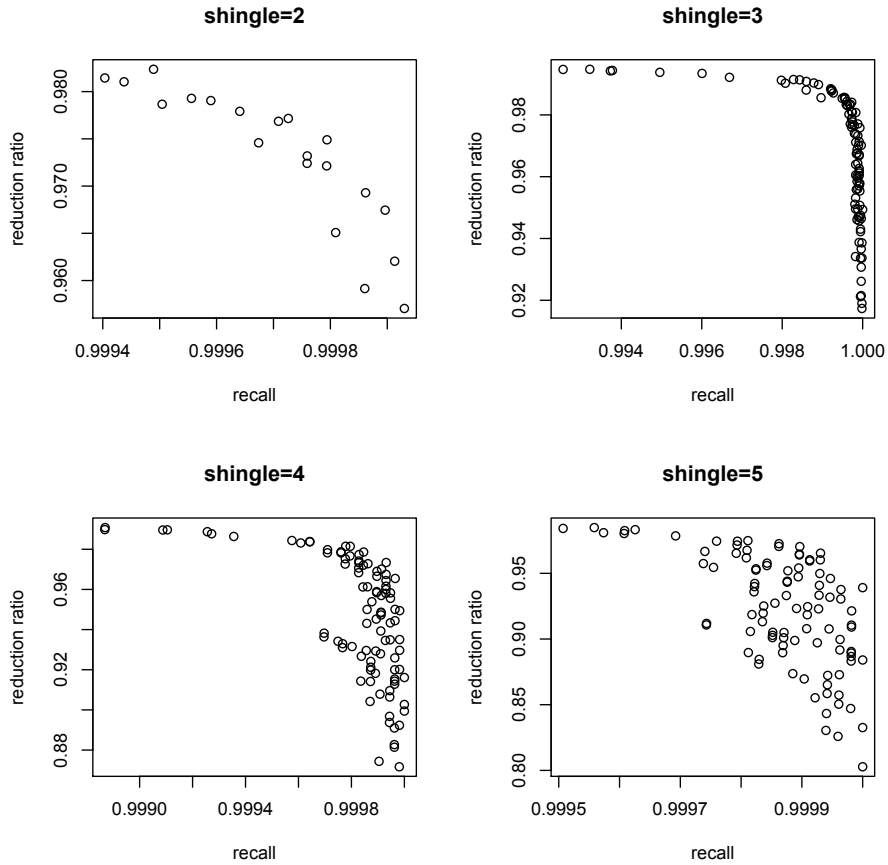 shingle=2
reduction ratio
0.980
0.970
0.960
0.9994 0.9996 0.9998
recall
shingle=3
reduction ratio
0.98
0.96
0.94
0.92
0.994 0.996 0.998 1.000
recall
shingle=4
reduction ratio
0.96
0.92
0.88
0.9990 0.9994 0.9998
recall
shingle=5
reduction ratio
0.95
0.90
0.85
0.80
0.9995 0.9997 0.9999
recall